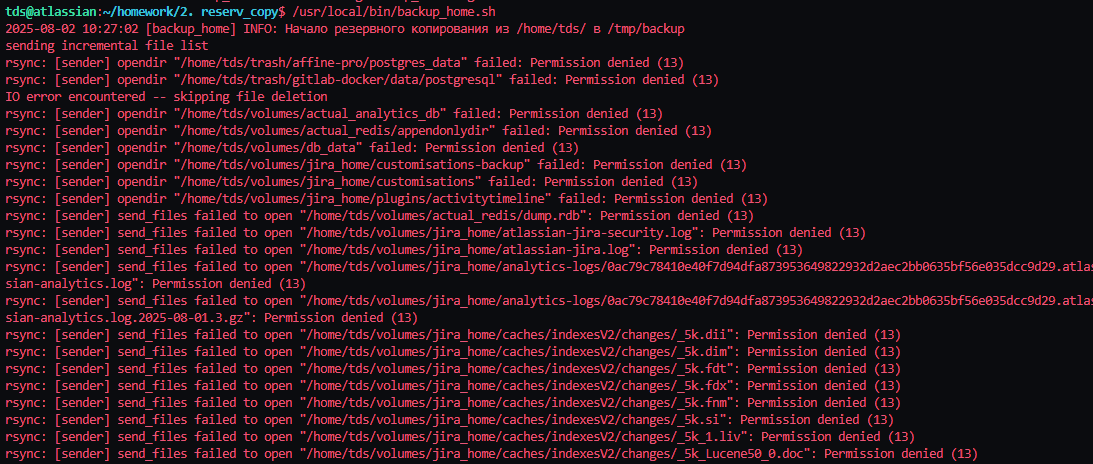 tds@atlassian:~/homework/2. reserv_copy$ /usr/local/bin/backup_home.sh
2025-08-02 10:27:02 [backup_home] INFO: Начало резервного копирования из /home/tds/ в /tmp/backup
sending incremental file list
rsync: [sender] opendir "/home/tds/trash/affine-pro/postgres_data" failed: Permission denied (13)
rsync: [sender] opendir "/home/tds/trash/gitlab-docker/data/postgresql" failed: Permission denied (13)
IO error encountered -- skipping file deletion
rsync: [sender] opendir "/home/tds/volumes/actual_analytics_db" failed: Permission denied (13)
rsync: [sender] opendir "/home/tds/volumes/actual_redis/appendonlydir" failed: Permission denied (13)
rsync: [sender] opendir "/home/tds/volumes/db_data" failed: Permission denied (13)
rsync: [sender] opendir "/home/tds/volumes/jira_home/customisations-backup" failed: Permission denied (13)
rsync: [sender] opendir "/home/tds/volumes/jira_home/customisations" failed: Permission denied (13)
rsync: [sender] opendir "/home/tds/volumes/jira_home/plugins/activitytimeline" failed: Permission denied (13)
rsync: [sender] send_files failed to open "/home/tds/volumes/actual_redis/dump.rdb": Permission denied (13)
rsync: [sender] send_files failed to open "/home/tds/volumes/jira_home/atlassian-jira-security.log": Permission denied (13)
rsync: [sender] send_files failed to open "/home/tds/volumes/jira_home/atlassian-jira.log": Permission denied (13)
rsync: [sender] send_files failed to open "/home/tds/volumes/jira_home/analytics-logs/0ac79c78410e40f7d94dfa873953649822932d2aec2bb0635bf56e035dcc9d29.atlas
sian-analytics.log": Permission denied (13)
rsync: [sender] send_files failed to open "/home/tds/volumes/jira_home/analytics-logs/0ac79c78410e40f7d94dfa873953649822932d2aec2bb0635bf56e035dcc9d29.atlas
sian-analytics.log.2025-08-01.3.gz": Permission denied (13)
rsync: [sender] send_files failed to open "/home/tds/volumes/jira_home/caches/indexesV2/changes/_5k.dii": Permission denied (13)
rsync: [sender] send_files failed to open "/home/tds/volumes/jira_home/caches/indexesV2/changes/_5k.dim": Permission denied (13)
rsync: [sender] send_files failed to open "/home/tds/volumes/jira_home/caches/indexesV2/changes/_5k.fdt": Permission denied (13)
rsync: [sender] send_files failed to open "/home/tds/volumes/jira_home/caches/indexesV2/changes/_5k.fdx": Permission denied (13)
rsync: [sender] send_files failed to open "/home/tds/volumes/jira_home/caches/indexesV2/changes/_5k.fnm": Permission denied (13)
rsync: [sender] send_files failed to open "/home/tds/volumes/jira_home/caches/indexesV2/changes/_5k.si": Permission denied (13)
rsync: [sender] send_files failed to open "/home/tds/volumes/jira_home/caches/indexesV2/changes/_5k_1.liv": Permission denied (13)
rsync: [sender] send_files failed to open "/home/tds/volumes/jira_home/caches/indexesV2/changes/_5k_Lucene50_0.doc": Permission denied (13)